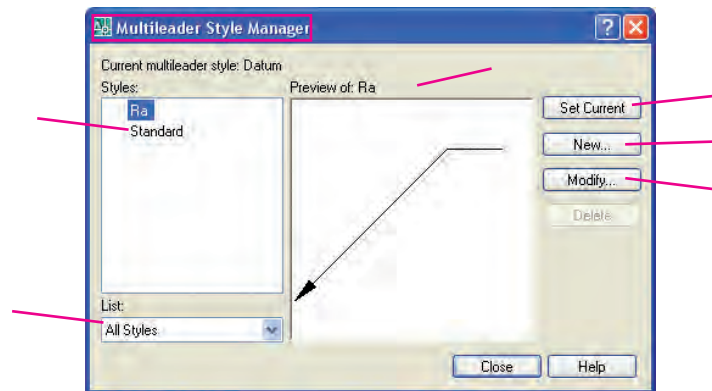 Multileader Style Manager
Current multileader style: Datum
Styles:
Preview of: Ra
Ra
Standard
Set Current
New...
Modify...
Delete
List:
All Styles
Close
Help